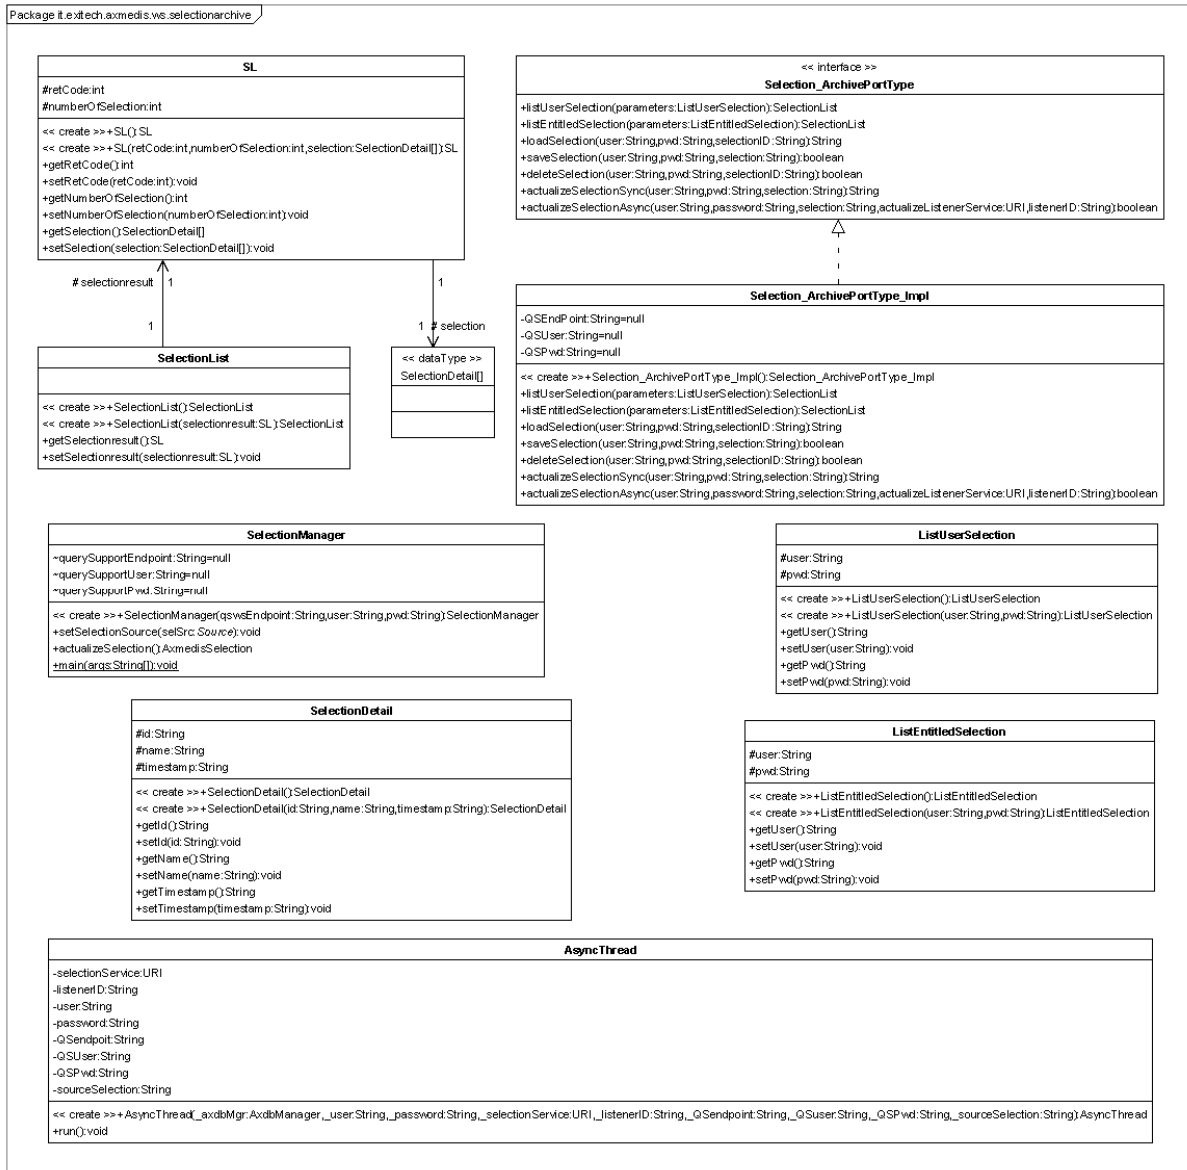 Package it.exitech.axmedis.ws.selectionarchive
SL
#retCode:int
#numberOfSelection:int
<< create >>+SL():SL
<< create >>+SL(retCode:int,numberOfSelection:int,selection:SelectionDetail[]):SL
+getRetCode():int
+setRetCode(retCode:int):void
+getNumberOfSelection():int
+setNumberOfSelection(numberOfSelection:int):void
+getSelection():SelectionDetail[]
+setSelection(selection:SelectionDetail[]):void
<< interface >>
Selection_ArchivePortType
+listUserSelection(parameters:ListUserSelection):SelectionList
+listEntitledSelection(parameters:ListEntitledSelection):SelectionList
+loadSelection(user:String,pwd:String,selectionID:String):String
+saveSelection(user:String,pwd:String,selection:String):boolean
+deleteSelection(user:String,pwd:String,selectionID:String):boolean
+actualizeSelectionSync(user:String,pwd:String,selection:String):String
+actualizeSelectionAsync(user:String,password:String,selection:String,actualizeListenerService:URI,listenerID:String):boolean
# selectionresult
1
1
1
1
# selection
SelectionList
<< create >>+SelectionList():SelectionList
<< create >>+SelectionList(selectionresult:SL):SelectionList
+getSelectionresult():SL
+setSelectionresult(selectionresult:SL):void
<< dataType >>
SelectionDetail[]
Selection_ArchivePortType_Impl
-QSEndPoint:String=null
-QSUser:String=null
-QSPwd:String=null
<< create >>+Selection_ArchivePortType_Impl():Selection_ArchivePortType_Impl
+listUserSelection(parameters:ListUserSelection):SelectionList
+listEntitledSelection(parameters:ListEntitledSelection):SelectionList
+loadSelection(user:String,pwd:String,selectionID:String):String
+saveSelection(user:String,pwd:String,selection:String):boolean
+deleteSelection(user:String,pwd:String,selectionID:String):boolean
+actualizeSelectionSync(user:String,pwd:String,selection:String):String
+actualizeSelectionAsync(user:String,password:String,selection:String,actualizeListenerService:URI,listenerID:String):boolean
SelectionManager
~querySupportEndpoint:String=null
~querySupportUser:String=null
~querySupportPwd:String=null
<< create >>+SelectionManager(qswsEndpoint:String,user:String,pwd:String):SelectionManager
+setSelectionSource(selSrc:Source):void
+actualizeSelection():AxmedisSelection
+main(args:String[]):void
ListUserSelection
#user:String
#pwd:String
<< create >>+ListUserSelection():ListUserSelection
<< create >>+ListUserSelection(user:String,pwd:String):ListUserSelection
+getUser():String
+setUser(user:String):void
+getPwd():String
+setPwd(pwd:String):void
SelectionDetail
#id:String
#name:String
#timestamp:String
<< create >>+SelectionDetail():SelectionDetail
<< create >>+SelectionDetail(id:String,name:String,timestamp:String):SelectionDetail
+getId():String
+setId(id:String):void
+getName():String
+setName(name:String):void
+getTimestamp():String
+setTimestamp(timestamp:String):void
ListEntitledSelection
#user:String
#pwd:String
<< create >>+ListEntitledSelection():ListEntitledSelection
<< create >>+ListEntitledSelection(user:String,pwd:String):ListEntitledSelection
+getUser():String
+setUser(user:String):void
+getPwd():String
+setPwd(pwd:String):void
AsyncThread
-selectionService:URI
-listenerID:String
-user:String
-password:String
-QSendpoit:String
-QSUser:String
-QSPwd:String
-sourceSelection:String
<< create >>+AsyncThread(_axdbMgr:AxdbManager,_user:String,_password:String,_selectionService:URI,_listenerID:String,_QSendpoint:String,_QSuser:String,_QSPwd:String,_sourceSelection:String):AsyncThread
+run():void